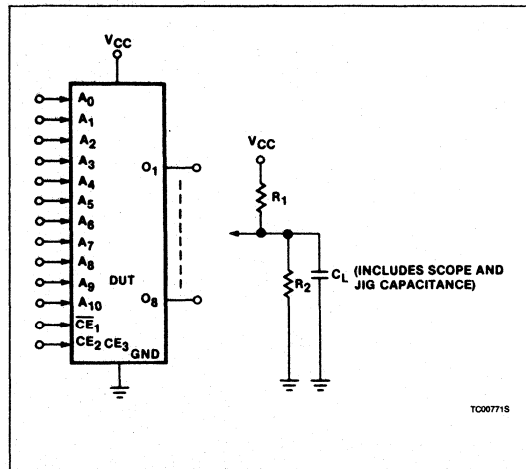 VCC
A0
A1
A2
A3
A4
A5
A6
A7
A8
A9
A10
CE1
CE2 CE3
GND
DUT
O1
O8
VCC
R1
R2
CL (INCLUDES SCOPE AND
JIG CAPACITANCE)
TC00771S